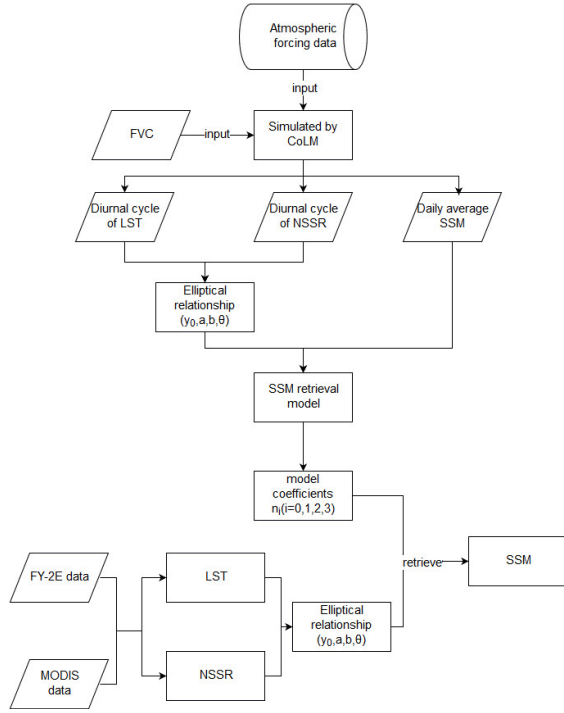 Atmospheric
forcing data
input
FVC
input
Simulated by
CoLM
Diurnal cycle
of LST
Diurnal cycle
of NSSR
Daily average
SSM
Elliptical
relationship
(y₀,a,b,θ)
SSM retrieval
model
model
coefficients
nᵢ(i=0,1,2,3)
FY-2E data
LST
retrieve
SSM
Elliptical
relationship
(y₀,a,b,θ)
MODIS
data
NSSR